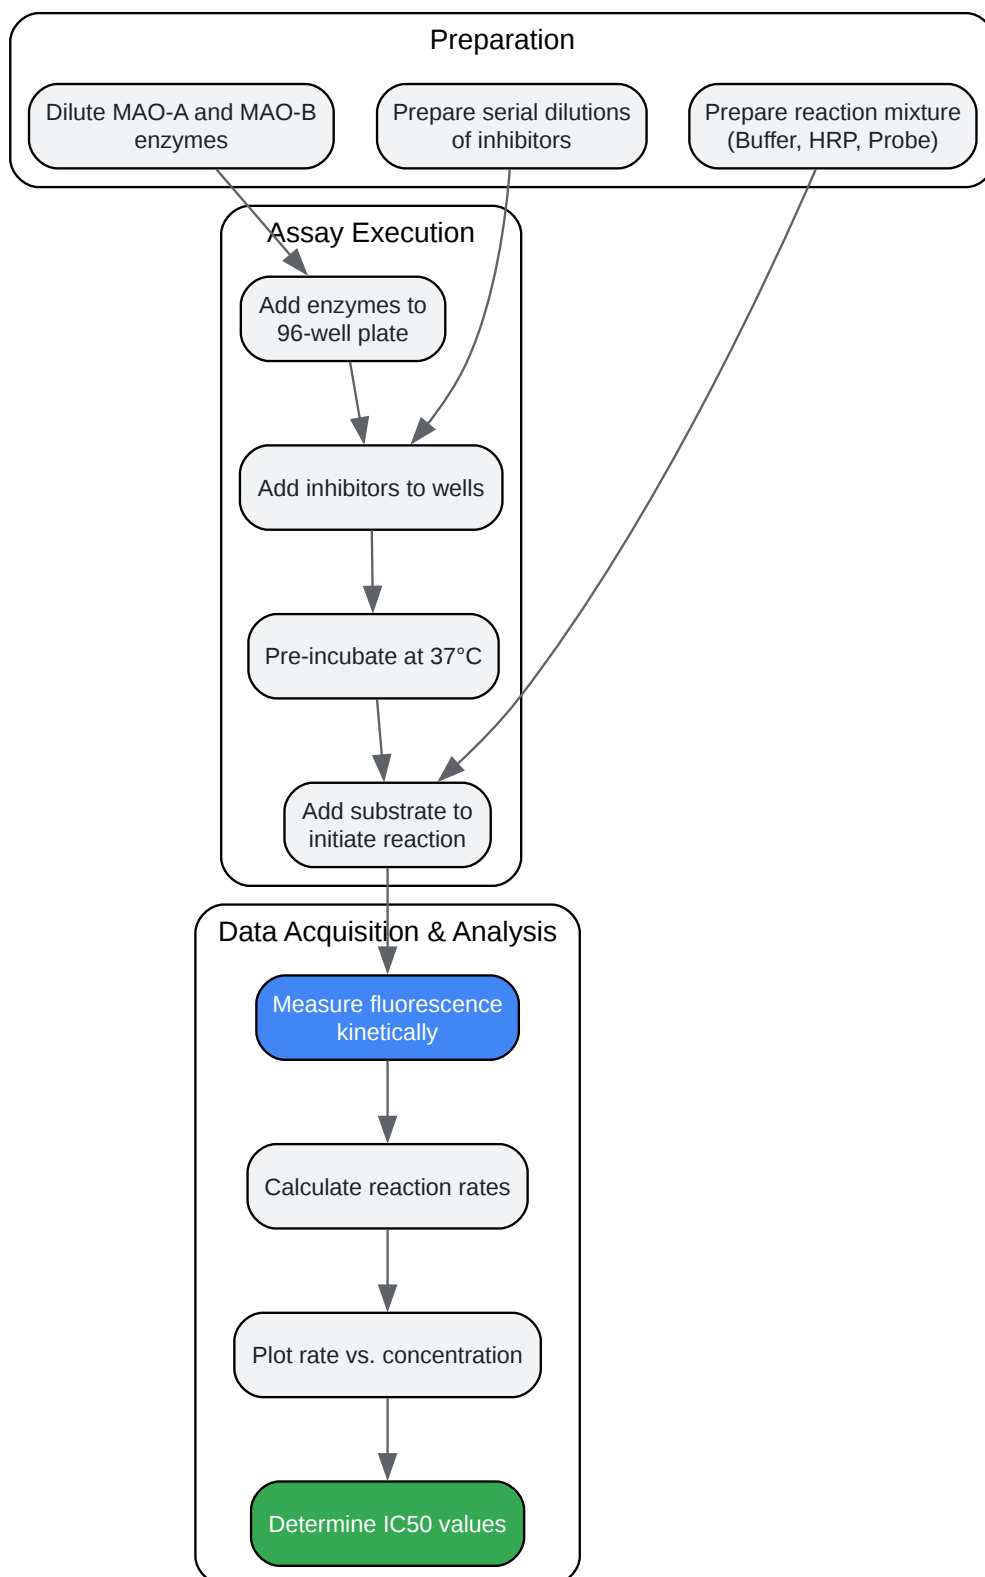 Preparation
Dilute MAO-A and MAO-B
enzymes
Prepare serial dilutions
of inhibitors
Prepare reaction mixture
(Buffer, HRP, Probe)
Assay Execution
Add enzymes to
96-well plate
Add inhibitors to wells
Pre-incubate at 37°C
Add substrate to
initiate reaction
Data Acquisition & Analysis
Measure fluorescence
kinetically
Calculate reaction rates
Plot rate vs. concentration
Determine IC50 values